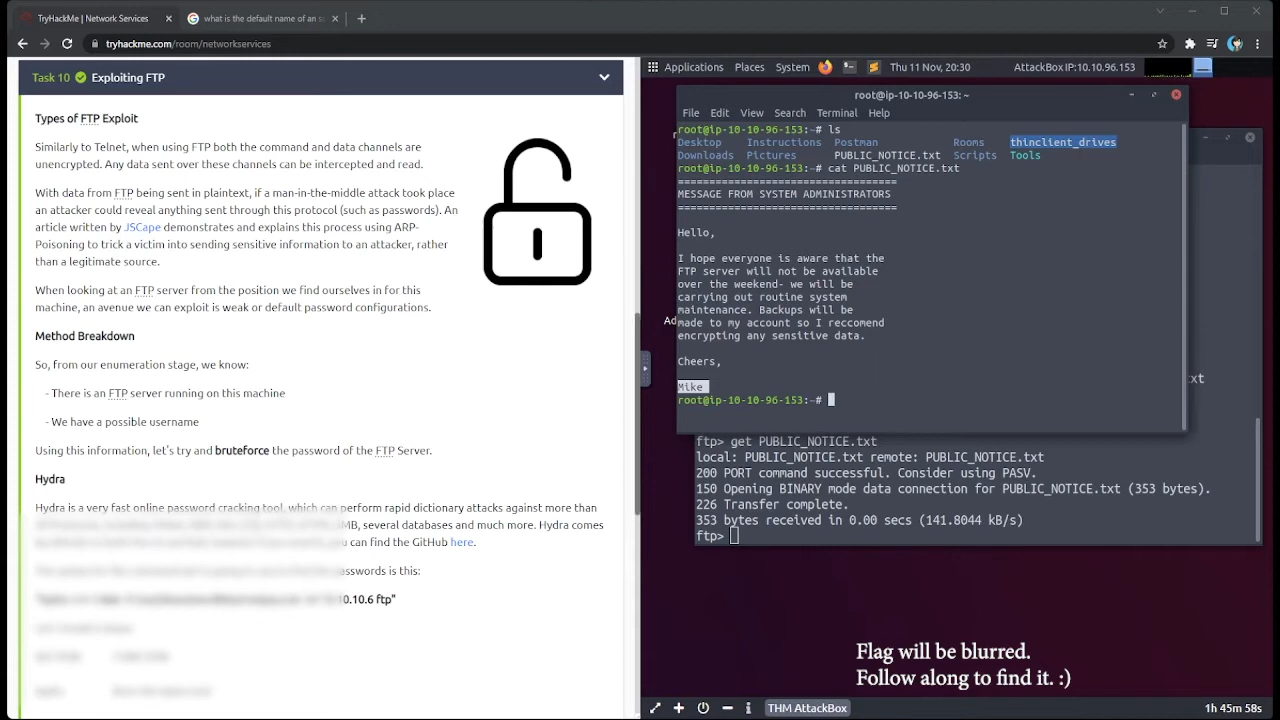 TryHackMe | Network Services
what is the default name of an s
tryhackme.com/room/networkservices
Task 10 Exploiting FTP
Types of FTP Exploit
Similarly to Telnet, when using FTP both the command and data channels are
unencrypted. Any data sent over these channels can be intercepted and read.
With data from FTP being sent in plaintext, if a man-in-the-middle attack took place
an attacker could reveal anything sent through this protocol (such as passwords). An
article written by JSCape demonstrates and explains this process using ARP-
Poisoning to trick a victim into sending sensitive information to an attacker, rather
than a legitimate source.
When looking at an FTP server from the position we find ourselves in for this
machine, an avenue we can exploit is weak or default password configurations.
Method Breakdown
So, from our enumeration stage, we know:
- There is an FTP server running on this machine
- We have a possible username
Using this information, let's try and bruteforce the password of the FTP Server.
Hydra
Hydra is a very fast online password cracking tool, which can perform rapid dictionary attacks against more than
MB, several databases and much more. Hydra comes
can find the GitHub here.
passwords is this:
10.10.6 ftp"
Applications Places System Thu 11 Nov, 20:30 AttackBox IP:10.10.96.153
root@ip-10-10-96-153: ~
File Edit View Search Terminal Help
root@ip-10-10-96-153:~# ls
Desktop Instructions Postman Rooms thinclient_drives
Downloads Pictures PUBLIC_NOTICE.txt Scripts Tools
root@ip-10-10-96-153:~# cat PUBLIC_NOTICE.txt
===================================
MESSAGE FROM SYSTEM ADMINISTRATORS
===================================
Hello,
I hope everyone is aware that the
FTP server will not be available
over the weekend- we will be
carrying out routine system
maintenance. Backups will be
made to my account so I reccomend
encrypting any sensitive data.
Cheers,
Mike
root@ip-10-10-96-153:~#
Ad
xt
ftp> get PUBLIC_NOTICE.txt
local: PUBLIC_NOTICE.txt remote: PUBLIC_NOTICE.txt
200 PORT command successful. Consider using PASV.
150 Opening BINARY mode data connection for PUBLIC_NOTICE.txt (353 bytes).
226 Transfer complete.
353 bytes received in 0.00 secs (141.8044 kB/s)
ftp>
Flag will be blurred.
Follow along to find it. :)
THM AttackBox
1h 45m 58s